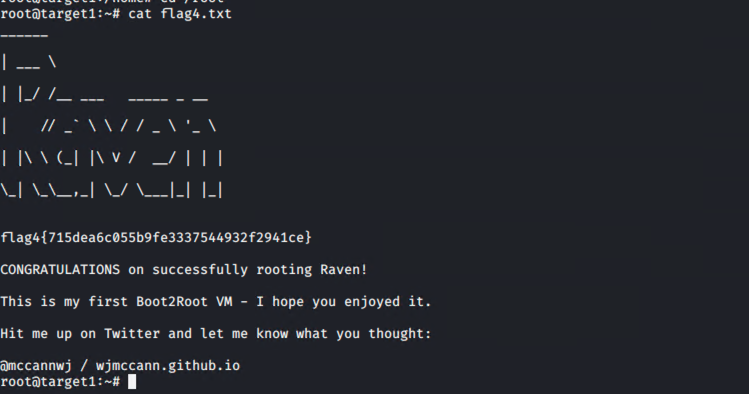 root@target1:/home# cd /root
root@target1:~# cat flag4.txt
______
| ___ \
| |_/ /__ ___   _____ _ __
|    // _` \ \ / / _ \ '_ \
| |\ \ (_| |\ V /  __/ | | |
\_| \_\__,_| \_/ \___|_| |_|
flag4{715dea6c055b9fe3337544932f2941ce}
CONGRATULATIONS on successfully rooting Raven!
This is my first Boot2Root VM - I hope you enjoyed it.
Hit me up on Twitter and let me know what you thought:
@mccannwj / wjmccann.github.io
root@target1:~#